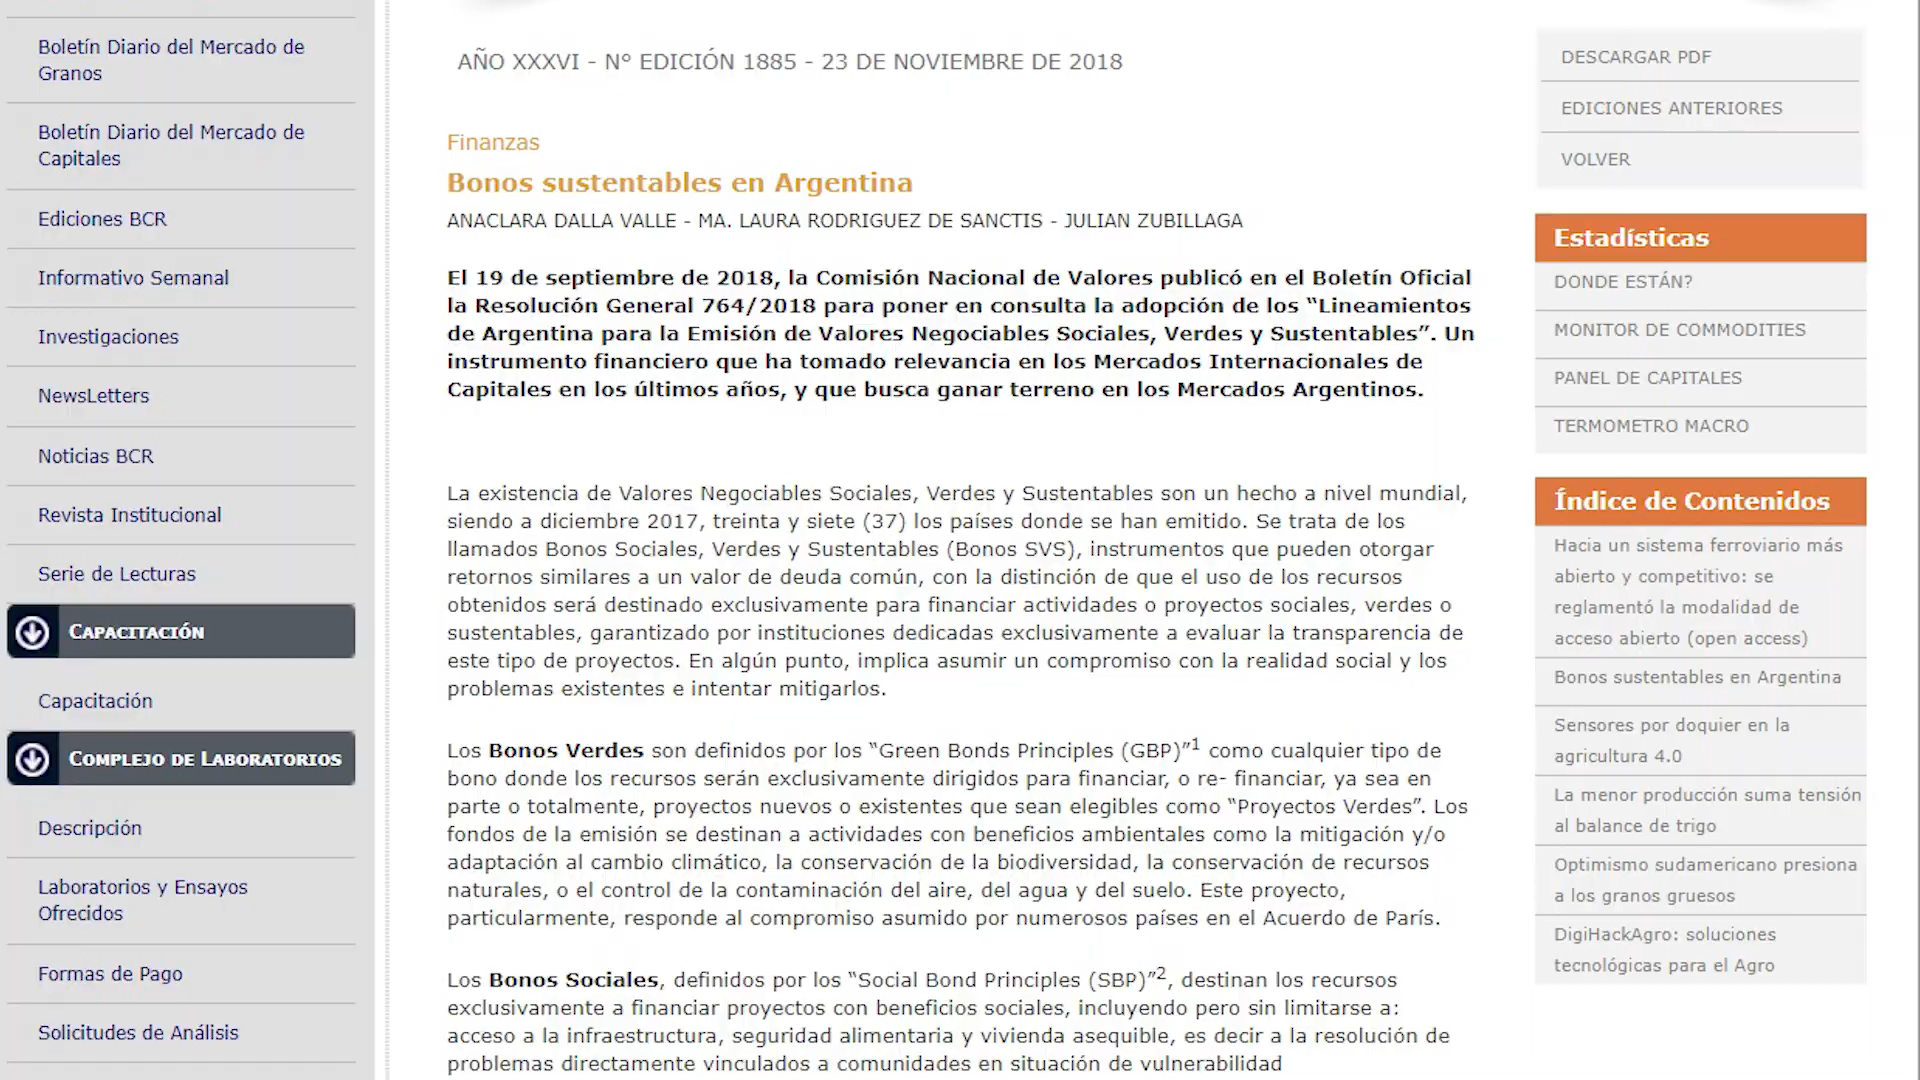 Boletín Diario del Mercado de
Granos
Boletín Diario del Mercado de
Capitales
Ediciones BCR
Informativo Semanal
Investigaciones
NewsLetters
Noticias BCR
Revista Institucional
Serie de Lecturas
Capacitación
Capacitación
Complejo de Laboratorios
Descripción
Laboratorios y Ensayos
Ofrecidos
Formas de Pago
Solicitudes de Análisis
AÑO XXXVI - N° EDICIÓN 1885 - 23 DE NOVIEMBRE DE 2018
Finanzas
Bonos sustentables en Argentina
ANACLARA DALLA VALLE - MA. LAURA RODRIGUEZ DE SANCTIS - JULIAN ZUBILLAGA
El 19 de septiembre de 2018, la Comisión Nacional de Valores publicó en el Boletín Oficial
la Resolución General 764/2018 para poner en consulta la adopción de los “Lineamientos
de Argentina para la Emisión de Valores Negociables Sociales, Verdes y Sustentables”. Un
instrumento financiero que ha tomado relevancia en los Mercados Internacionales de
Capitales en los últimos años, y que busca ganar terreno en los Mercados Argentinos.
La existencia de Valores Negociables Sociales, Verdes y Sustentables son un hecho a nivel mundial,
siendo a diciembre 2017, treinta y siete (37) los países donde se han emitido. Se trata de los
llamados Bonos Sociales, Verdes y Sustentables (Bonos SVS), instrumentos que pueden otorgar
retornos similares a un valor de deuda común, con la distinción de que el uso de los recursos
obtenidos será destinado exclusivamente para financiar actividades o proyectos sociales, verdes o
sustentables, garantizado por instituciones dedicadas exclusivamente a evaluar la transparencia de
este tipo de proyectos. En algún punto, implica asumir un compromiso con la realidad social y los
problemas existentes e intentar mitigarlos.
Los Bonos Verdes son definidos por los “Green Bonds Principles (GBP)”1 como cualquier tipo de
bono donde los recursos serán exclusivamente dirigidos para financiar, o re- financiar, ya sea en
parte o totalmente, proyectos nuevos o existentes que sean elegibles como “Proyectos Verdes”. Los
fondos de la emisión se destinan a actividades con beneficios ambientales como la mitigación y/o
adaptación al cambio climático, la conservación de la biodiversidad, la conservación de recursos
naturales, o el control de la contaminación del aire, del agua y del suelo. Este proyecto,
particularmente, responde al compromiso asumido por numerosos países en el Acuerdo de París.
Los Bonos Sociales, definidos por los “Social Bond Principles (SBP)”2, destinan los recursos
exclusivamente a financiar proyectos con beneficios sociales, incluyendo pero sin limitarse a:
acceso a la infraestructura, seguridad alimentaria y vivienda asequible, es decir a la resolución de
problemas directamente vinculados a comunidades en situación de vulnerabilidad
DESCARGAR PDF
EDICIONES ANTERIORES
VOLVER
Estadísticas
DONDE ESTÁN?
MONITOR DE COMMODITIES
PANEL DE CAPITALES
TERMOMETRO MACRO
Índice de Contenidos
Hacia un sistema ferroviario más
abierto y competitivo: se
reglamentó la modalidad de
acceso abierto (open access)
Bonos sustentables en Argentina
Sensores por doquier en la
agricultura 4.0
La menor producción suma tensión
al balance de trigo
Optimismo sudamericano presiona
a los granos gruesos
DigiHackAgro: soluciones
tecnológicas para el Agro